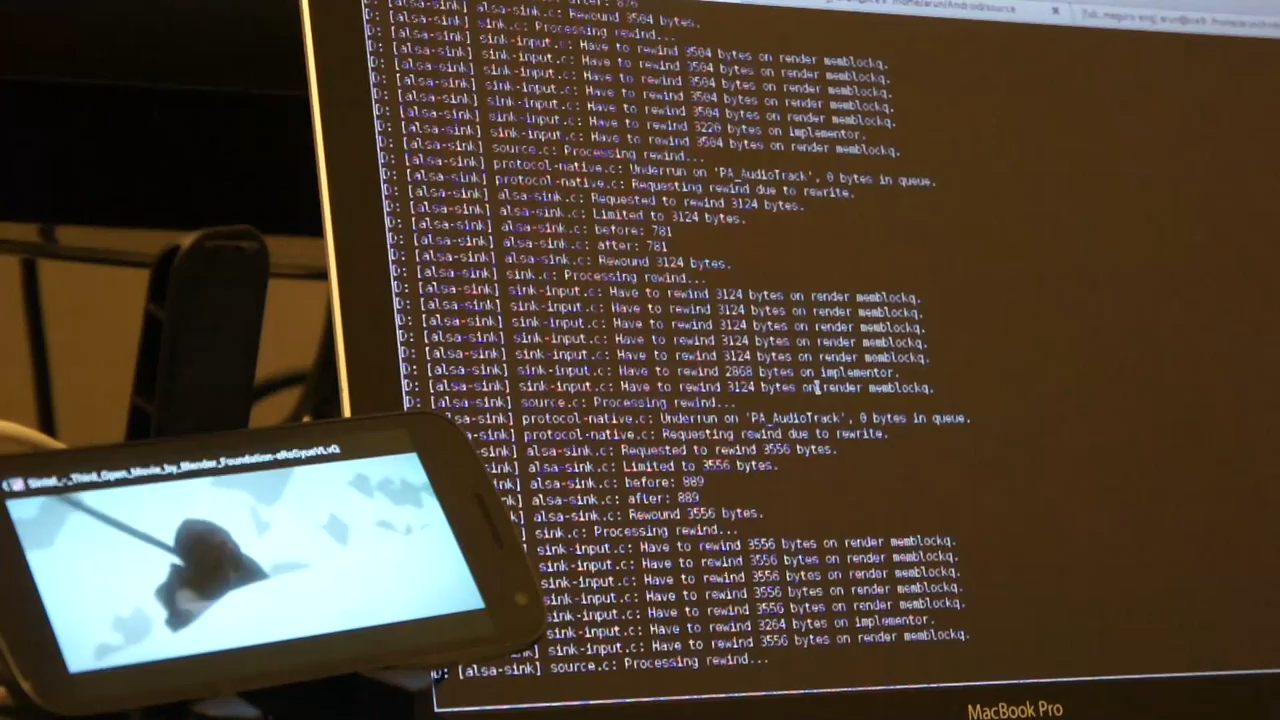 /home/arun/Android/source
D: [alsa-sink] alsa-sink.c: Rewound 3504 bytes.
D: [alsa-sink] sink.c: Processing rewind...
D: [alsa-sink] sink-input.c: Have to rewind 3504 bytes on render memblockq.
D: [alsa-sink] sink-input.c: Have to rewind 3504 bytes on render memblockq.
D: [alsa-sink] sink-input.c: Have to rewind 3504 bytes on render memblockq.
D: [alsa-sink] sink-input.c: Have to rewind 3504 bytes on render memblockq.
D: [alsa-sink] sink-input.c: Have to rewind 3504 bytes on render memblockq.
D: [alsa-sink] sink-input.c: Have to rewind 3220 bytes on implementor.
D: [alsa-sink] sink-input.c: Have to rewind 3504 bytes on render memblockq.
D: [alsa-sink] source.c: Processing rewind...
D: [alsa-sink] protocol-native.c: Underrun on 'PA_AudioTrack', 0 bytes in queue.
D: [alsa-sink] protocol-native.c: Requesting rewind due to rewrite.
D: [alsa-sink] alsa-sink.c: Requested to rewind 3124 bytes.
D: [alsa-sink] alsa-sink.c: Limited to 3124 bytes.
D: [alsa-sink] alsa-sink.c: before: 781
D: [alsa-sink] alsa-sink.c: after: 781
D: [alsa-sink] alsa-sink.c: Rewound 3124 bytes.
D: [alsa-sink] sink.c: Processing rewind...
D: [alsa-sink] sink-input.c: Have to rewind 3124 bytes on render memblockq.
D: [alsa-sink] sink-input.c: Have to rewind 3124 bytes on render memblockq.
D: [alsa-sink] sink-input.c: Have to rewind 3124 bytes on render memblockq.
D: [alsa-sink] sink-input.c: Have to rewind 3124 bytes on render memblockq.
D: [alsa-sink] sink-input.c: Have to rewind 3124 bytes on render memblockq.
D: [alsa-sink] sink-input.c: Have to rewind 2868 bytes on implementor.
D: [alsa-sink] sink-input.c: Have to rewind 3124 bytes on render memblockq.
D: [alsa-sink] source.c: Processing rewind...
alsa-sink] protocol-native.c: Underrun on 'PA_AudioTrack', 0 bytes in queue.
sa-sink] protocol-native.c: Requesting rewind due to rewrite.
sink] alsa-sink.c: Requested to rewind 3556 bytes.
sink] alsa-sink.c: Limited to 3556 bytes.
nk] alsa-sink.c: before: 889
nk] alsa-sink.c: after: 889
k] alsa-sink.c: Rewound 3556 bytes.
] sink.c: Processing rewind...
sink-input.c: Have to rewind 3556 bytes on render memblockq.
sink-input.c: Have to rewind 3556 bytes on render memblockq.
sink-input.c: Have to rewind 3556 bytes on render memblockq.
sink-input.c: Have to rewind 3556 bytes on render memblockq.
sink-input.c: Have to rewind 3556 bytes on render memblockq.
sink-input.c: Have to rewind 3264 bytes on implementor.
sink-input.c: Have to rewind 3556 bytes on render memblockq.
D: [alsa-sink] source.c: Processing rewind...
Sintel_-_Third_Open_Movie_by_Blender_Foundation-eRsGyueVLvQ
MacBook Pro